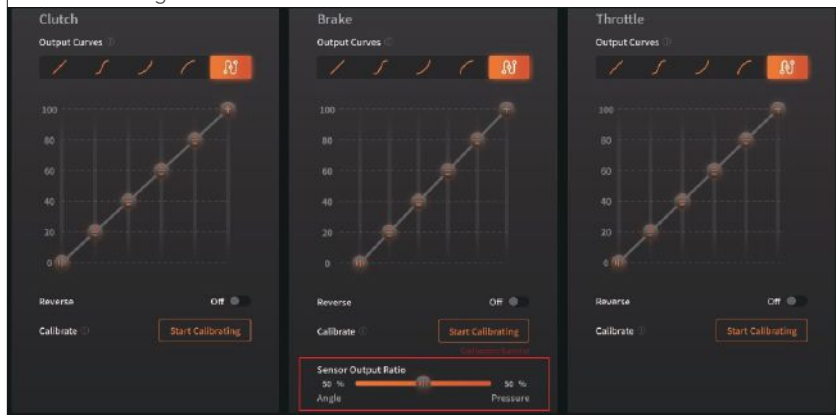 Clutch
Output Curves
100
80
60
40
20
0
Reverse Off
Calibrate Start Calibrating
Brake
Output Curves
100
80
60
40
20
0
Reverse Off
Calibrate Start Calibrating
Sensor Output Ratio
50 % 50 %
Angle Pressure
Throttle
Output Curves
100
80
60
40
20
0
Reverse Off
Calibrate Start Calibrating